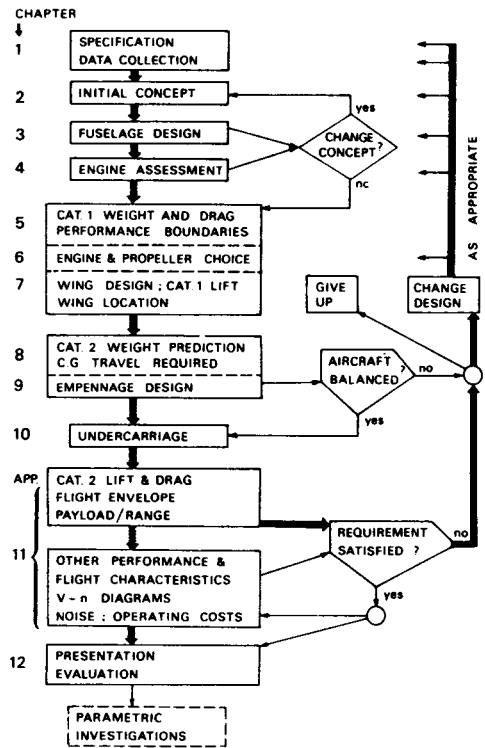 CHAPTER
1
SPECIFICATION
DATA COLLECTION
2
INITIAL CONCEPT
yes
3
FUSELAGE DESIGN
CHANGE
CONCEPT?
4
ENGINE ASSESSMENT
nc
AS APPROPRIATE
5
CAT. 1 WEIGHT AND DRAG
PERFORMANCE BOUNDARIES
6
ENGINE & PROPELLER CHOICE
7
WING DESIGN ; CAT. 1 LIFT
WING LOCATION
GIVE
UP
CHANGE
DESIGN
8
CAT. 2 WEIGHT PREDICTION
C.G TRAVEL REQUIRED
9
EMPENNAGE DESIGN
AIRCRAFT
BALANCED ?
no
yes
10
UNDERCARRIAGE
APP.
11
CAT. 2 LIFT & DRAG
FLIGHT ENVELOPE
PAYLOAD/RANGE
REQUIREMENT
SATISFIED ?
no
yes
OTHER PERFORMANCE &
FLIGHT CHARACTERISTICS
V - n DIAGRAMS
NOISE ; OPERATING COSTS
12
PRESENTATION
EVALUATION
PARAMETRIC
INVESTIGATIONS